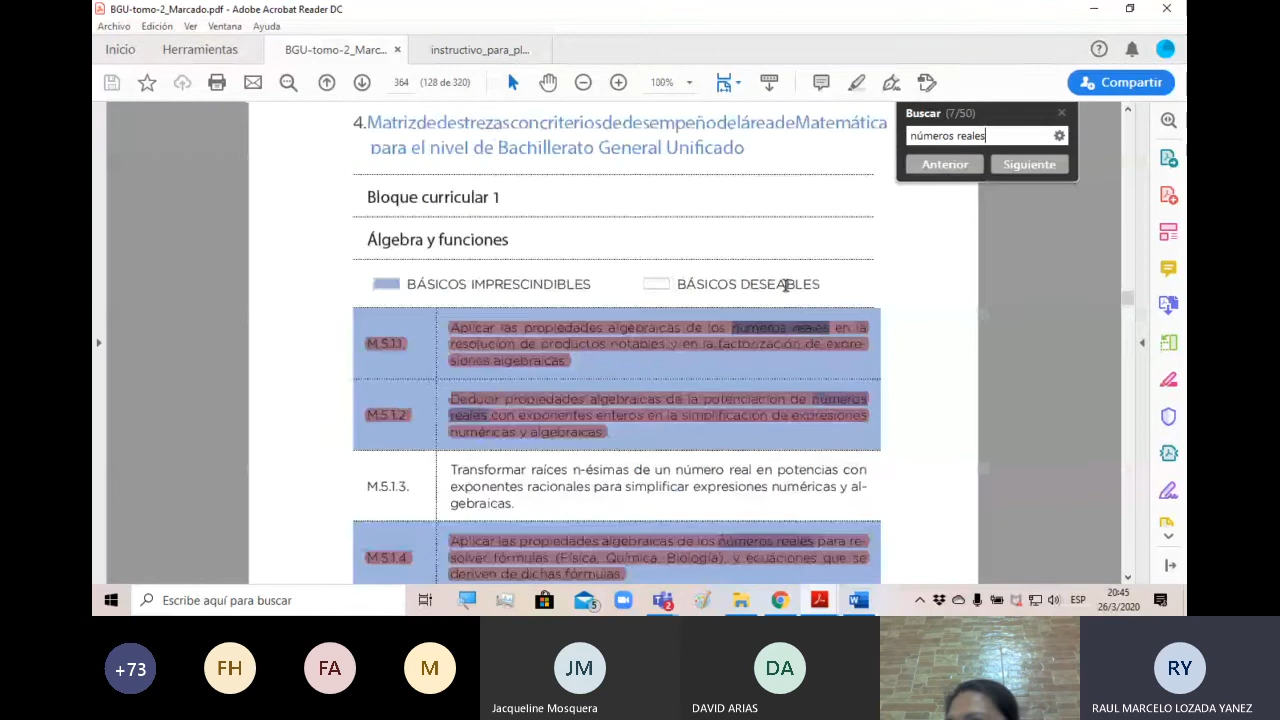 BGU-tomo-2_Marcado.pdf - Adobe Acrobat Reader DC
Archivo Edición Ver Ventana Ayuda
Inicio Herramientas BGU-tomo-2_Marc... × instructivo_para_pl...
364 (128 de 320) 100% Compartir
Buscar (7/50)
números reales
Anterior Siguiente
4. Matriz de destrezas con criterios de desempeño del área de Matemática
para el nivel de Bachillerato General Unificado
Bloque curricular 1
Álgebra y funciones
BÁSICOS IMPRESCINDIBLES BÁSICOS DESEABLES
Aplicar las propiedades algebraicas de los números reales en la
M.5.1.1. resolución de productos notables y en la factorización de expre-
siones algebraicas.
Deducir propiedades algebraicas de la potenciación de números
M.5.1.2. reales con exponentes enteros en la simplificación de expresiones
numéricas y algebraicas.
Transformar raíces n-ésimas de un número real en potencias con
M.5.1.3. exponentes racionales para simplificar expresiones numéricas y al-
gebraicas.
Aplicar las propiedades algebraicas de los números reales para re-
M.5.1.4. solver fórmulas (Física, Química, Biología), y ecuaciones que se
deriven de dichas fórmulas.
Escribe aquí para buscar 5 2 ESP 20:45
26/3/2020
+73 FH FA M JM DA RY
Jacqueline Mosquera DAVID ARIAS RAUL MARCELO LOZADA YANEZ